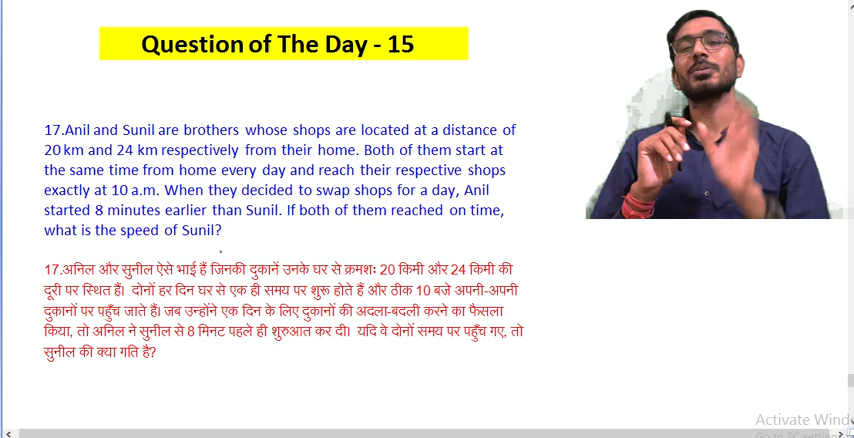 Question of The Day - 15
17.Anil and Sunil are brothers whose shops are located at a distance of
20 km and 24 km respectively from their home. Both of them start at
the same time from home every day and reach their respective shops
exactly at 10 a.m. When they decided to swap shops for a day, Anil
started 8 minutes earlier than Sunil. If both of them reached on time,
what is the speed of Sunil?
17.अनिल और सुनील ऐसे भाई हैं जिनकी दुकानें उनके घर से क्रमशः 20 किमी और 24 किमी की
दूरी पर स्थित हैं। दोनों हर दिन घर से एक ही समय पर शुरू होते हैं और ठीक 10 बजे अपनी-अपनी
दुकानों पर पहुँच जाते हैं। जब उन्होंने एक दिन के लिए दुकानों की अदला-बदली करने का फैसला
किया, तो अनिल ने सुनील से 8 मिनट पहले ही शुरुआत कर दी। यदि वे दोनों समय पर पहुँच गए, तो
सुनील की क्या गति है?
Activate Wind